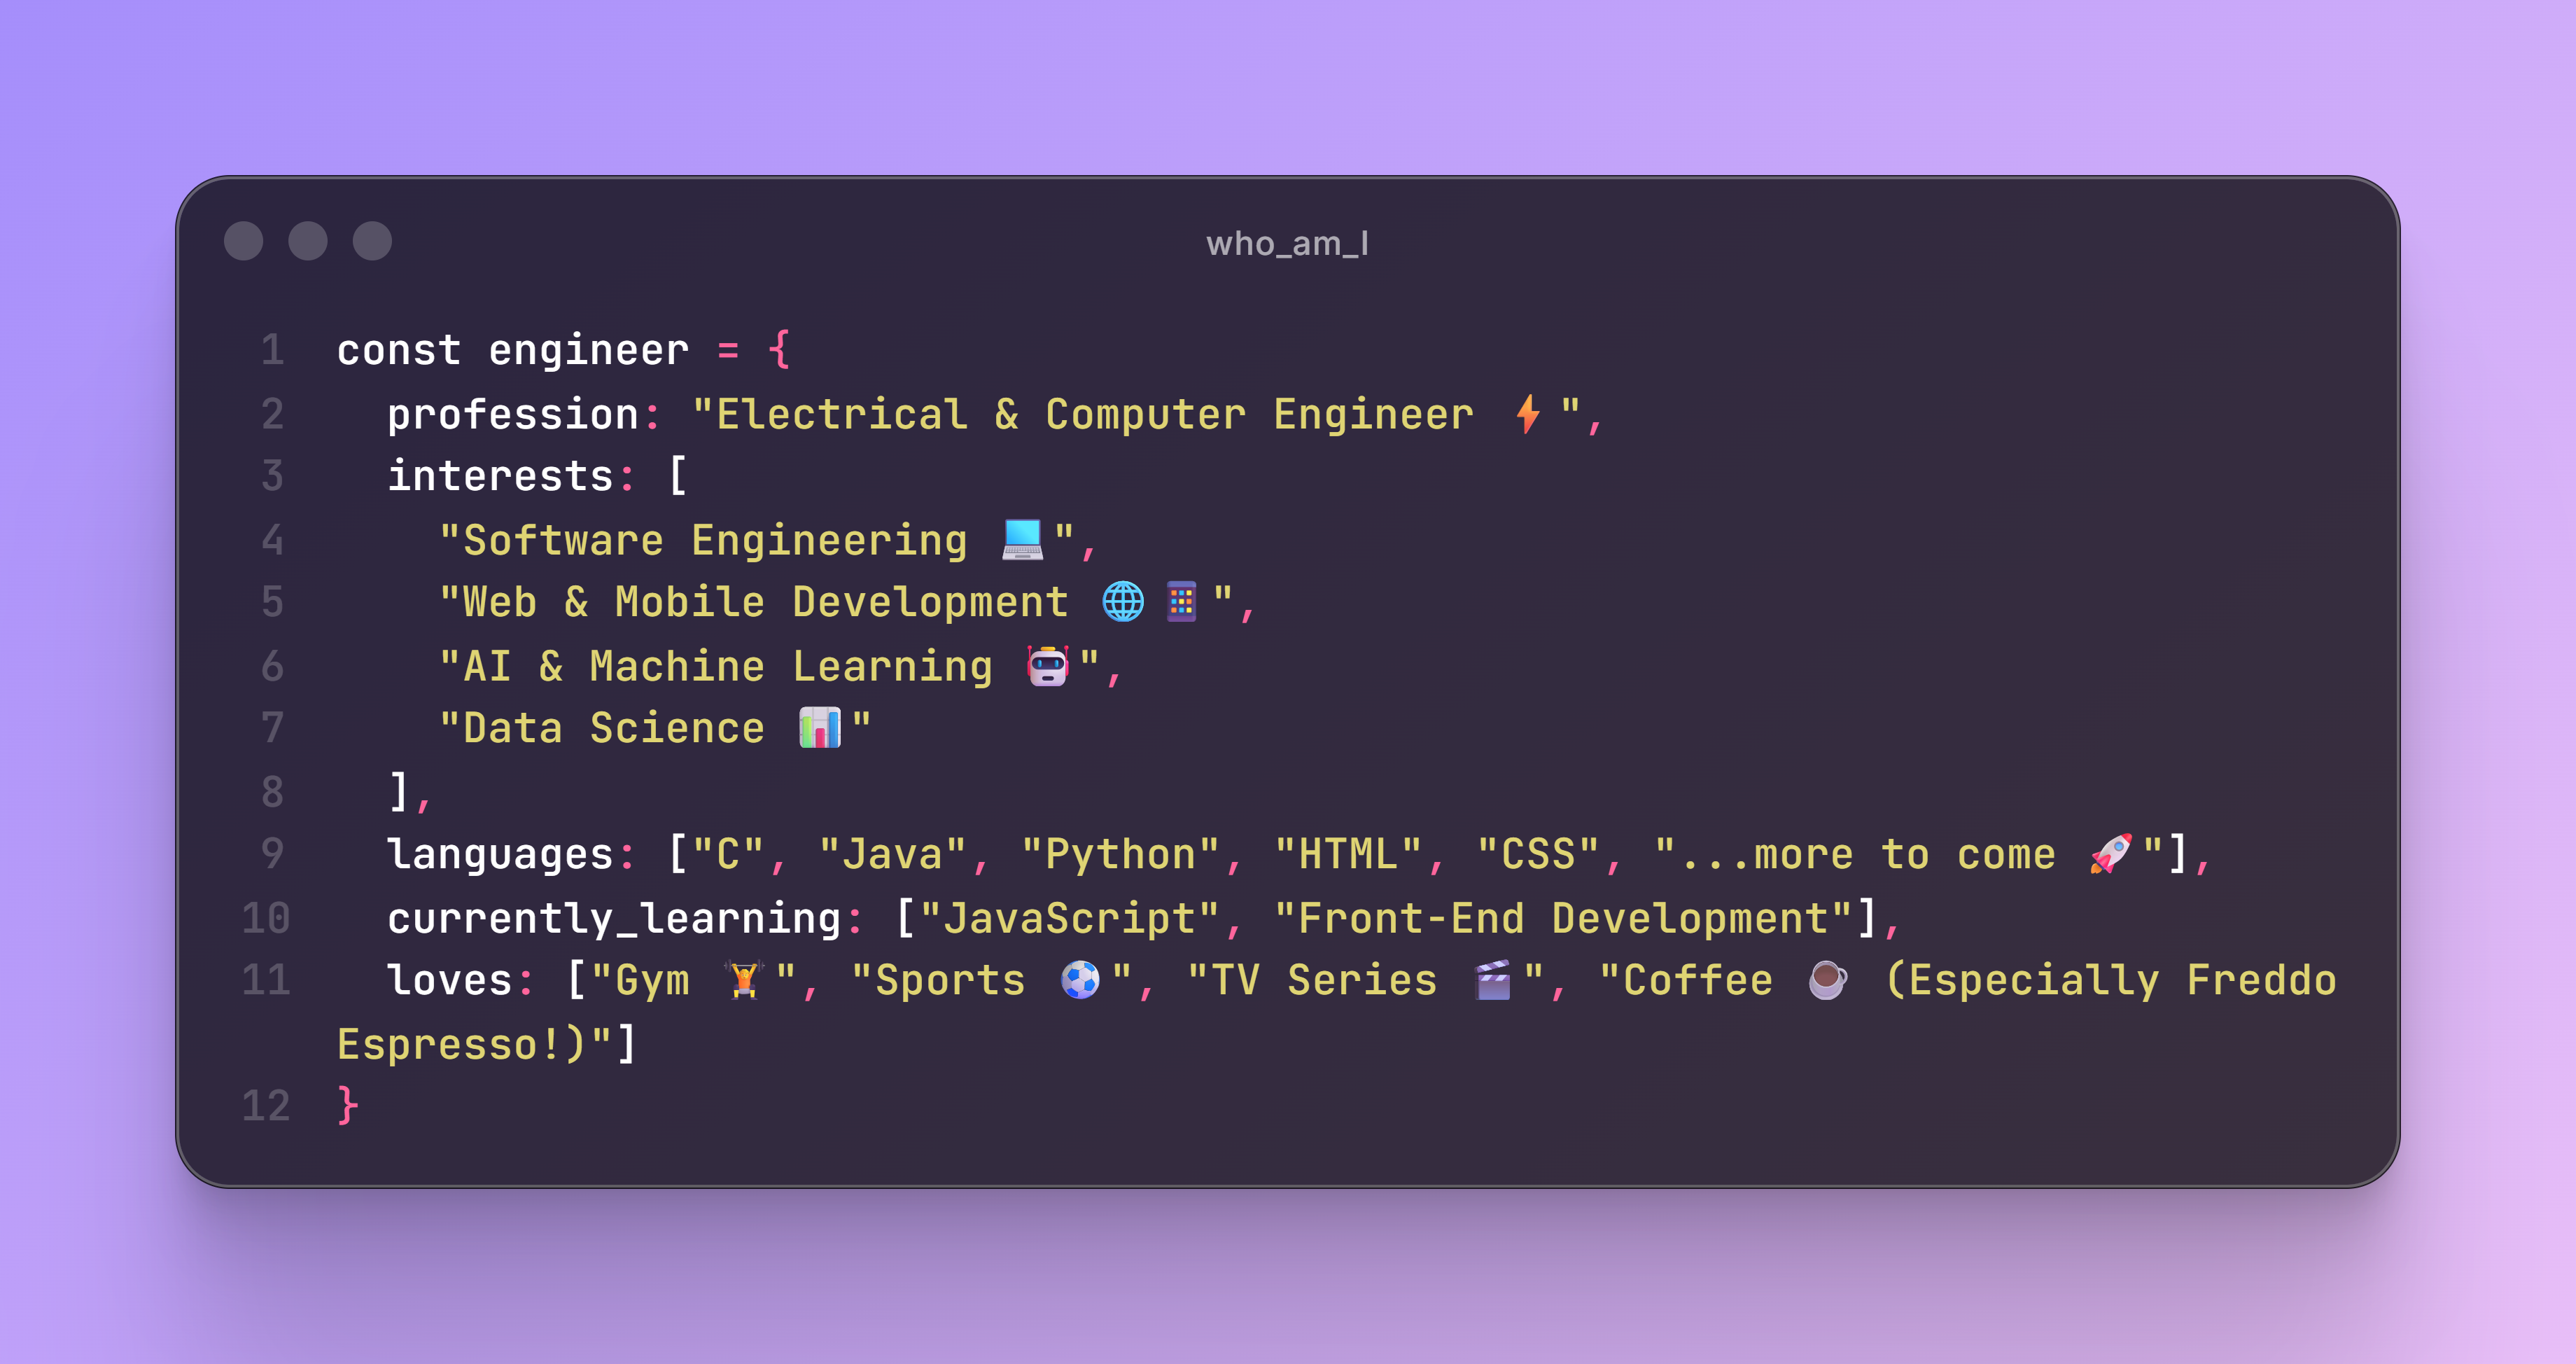 who_am_I
1 const engineer = {
2 profession: "Electrical & Computer Engineer ⚡",
3 interests: [
4 "Software Engineering 💻",
5 "Web & Mobile Development 🌐📱",
6 "AI & Machine Learning 🤖",
7 "Data Science 📊"
8 ],
9 languages: ["C", "Java", "Python", "HTML", "CSS", "...more to come 🚀"],
10 currently_learning: ["JavaScript", "Front-End Development"],
11 loves: ["Gym 🏋️", "Sports ⚽", "TV Series 🎬", "Coffee ☕ (Especially Freddo
Espresso!)"]
12 }